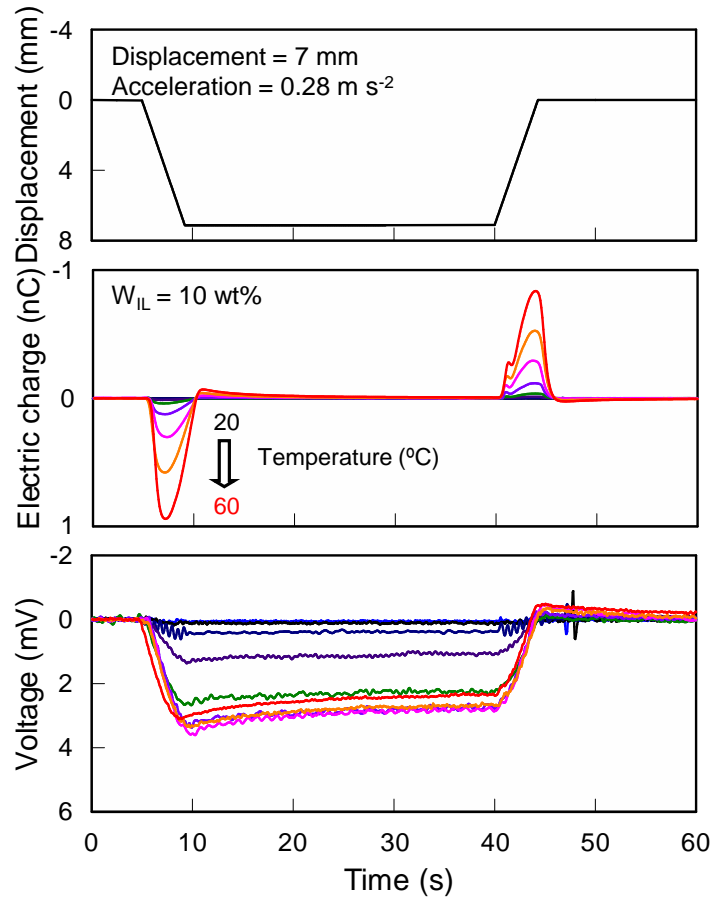 -4
0
4
8
Displacement (mm)
Displacement = 7 mm
Acceleration = 0.28 m s-2
-1
0
1
Electric charge (nC)
W_IL = 10 wt%
20
Temperature (ºC)
60
-2
0
2
4
6
Voltage (mV)
0 10 20 30 40 50 60
Time (s)